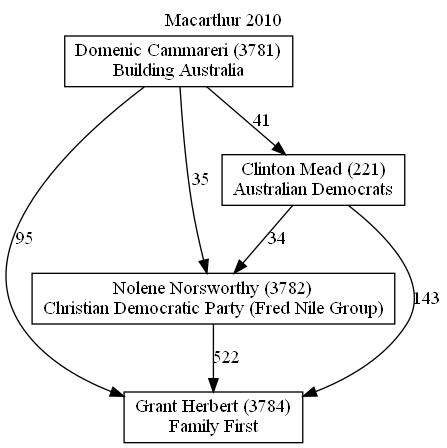 Macarthur 2010
Domenic Cammareri (3781)
Building Australia
41
Clinton Mead (221)
Australian Democrats
35
95
34
Nolene Norsworthy (3782)
Christian Democratic Party (Fred Nile Group)
143
522
Grant Herbert (3784)
Family First